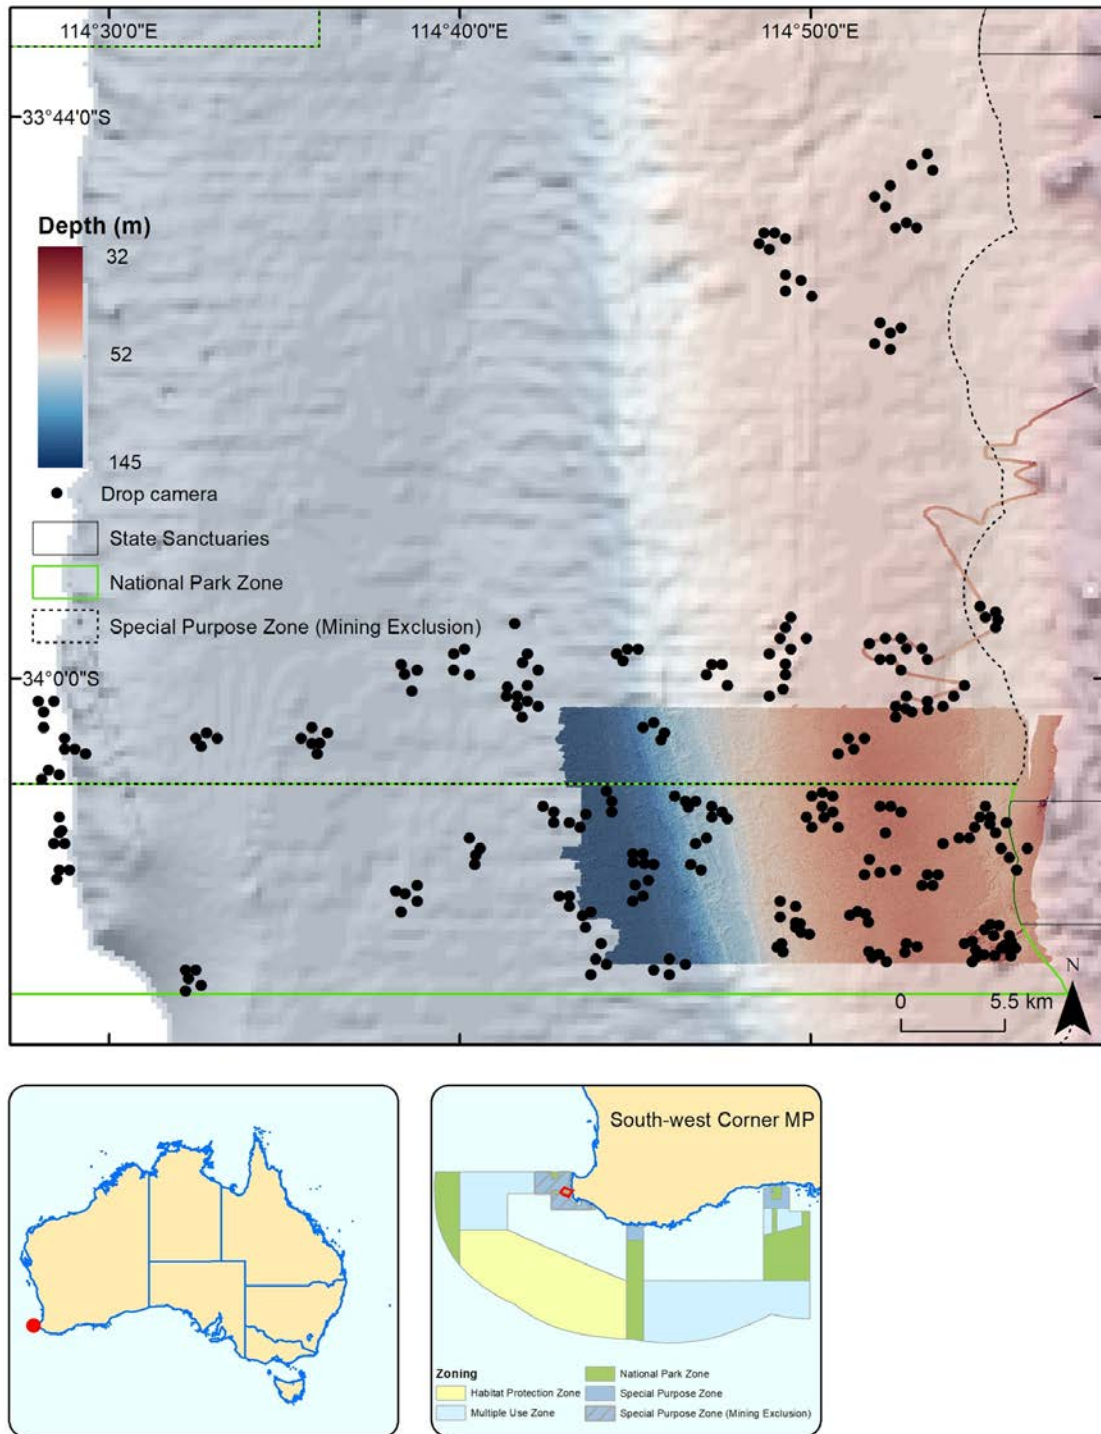 114°30'0"E 114°40'0"E 114°50'0"E
33°44'0"S
Depth (m)
32
52
145
Drop camera
State Sanctuaries
National Park Zone
Special Purpose Zone (Mining Exclusion)
34°0'0"S
N
0 5.5 km
South-west Corner MP
Zoning
Habitat Protection Zone
Multiple Use Zone
National Park Zone
Special Purpose Zone
Special Purpose Zone (Mining Exclusion)